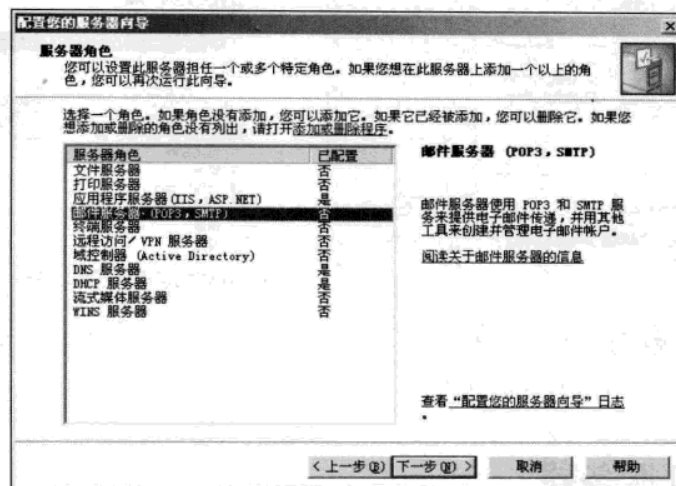 配置您的服务器向导
服务器角色
您可以设置此服务器担任一个或多个特定角色。如果您想在此服务器上添加一个以上的角
色，您可以再次运行此向导。
选择一个角色。如果角色没有添加，您可以添加它。如果它已经被添加，您可以删除它。如果您
想添加或删除的角色没有列出，请打开添加或删除程序。
服务器角色 已配置
文件服务器 否
打印服务器 否
应用程序服务器(IIS，ASP.NET) 是
邮件服务器 (POP3，SMTP) 否
终端服务器 否
远程访问/VPN 服务器 否
域控制器 (Active Directory) 否
DNS 服务器 是
DHCP 服务器 是
流式媒体服务器 否
WINS 服务器 否
邮件服务器 (POP3，SMTP)
邮件服务器使用 POP3 和 SMTP 服
务来提供电子邮件传递，并用其他
工具来创建并管理电子邮件帐户。
阅读关于邮件服务器的信息
查看“配置您的服务器向导”日志
。
< 上一步(B) 下一步(N) > 取消 帮助